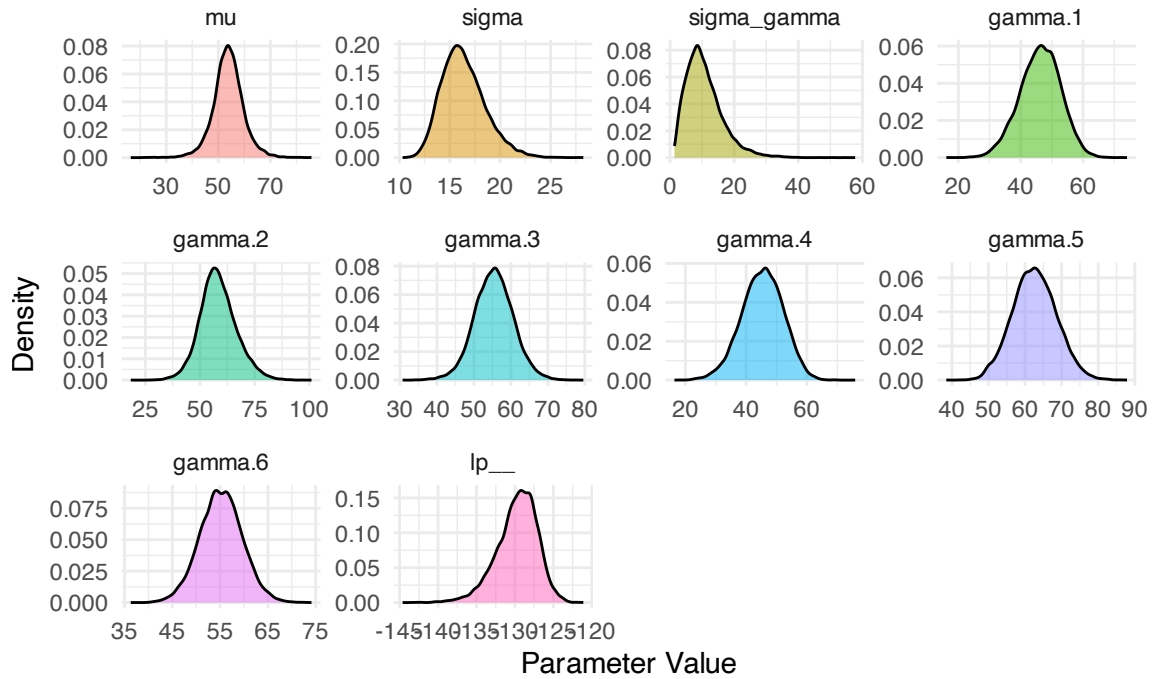 mu sigma sigma_gamma gamma.1
0.08 0.20 0.08 0.06
0.06 0.15 0.06 0.04
0.04 0.10 0.04 0.02
0.02 0.05 0.02
0.00 0.00 0.00 0.00
30 50 70 10 15 20 25 0 20 40 60 20 40 60
gamma.2 gamma.3 gamma.4 gamma.5
0.05 0.08 0.06 0.06
0.04 0.06 0.04 0.04
0.03 0.04 0.02 0.02
0.02 0.02
0.01
0.00 0.00 0.00 0.00
25 50 75 100 30 40 50 60 70 80 20 40 60 40 50 60 70 80 90
gamma.6 lp__
0.075 0.15
0.050 0.10
0.025 0.05
0.000 0.00
35 45 55 65 75 -145 -140 -135 -130 -125 -120
Density
Parameter Value